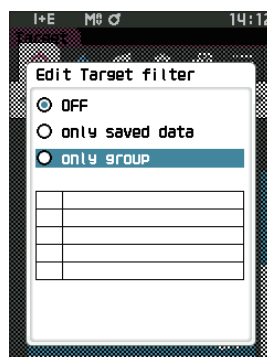 I+E M8 14:12
Target
Edit Target filter
OFF
only saved data
only group